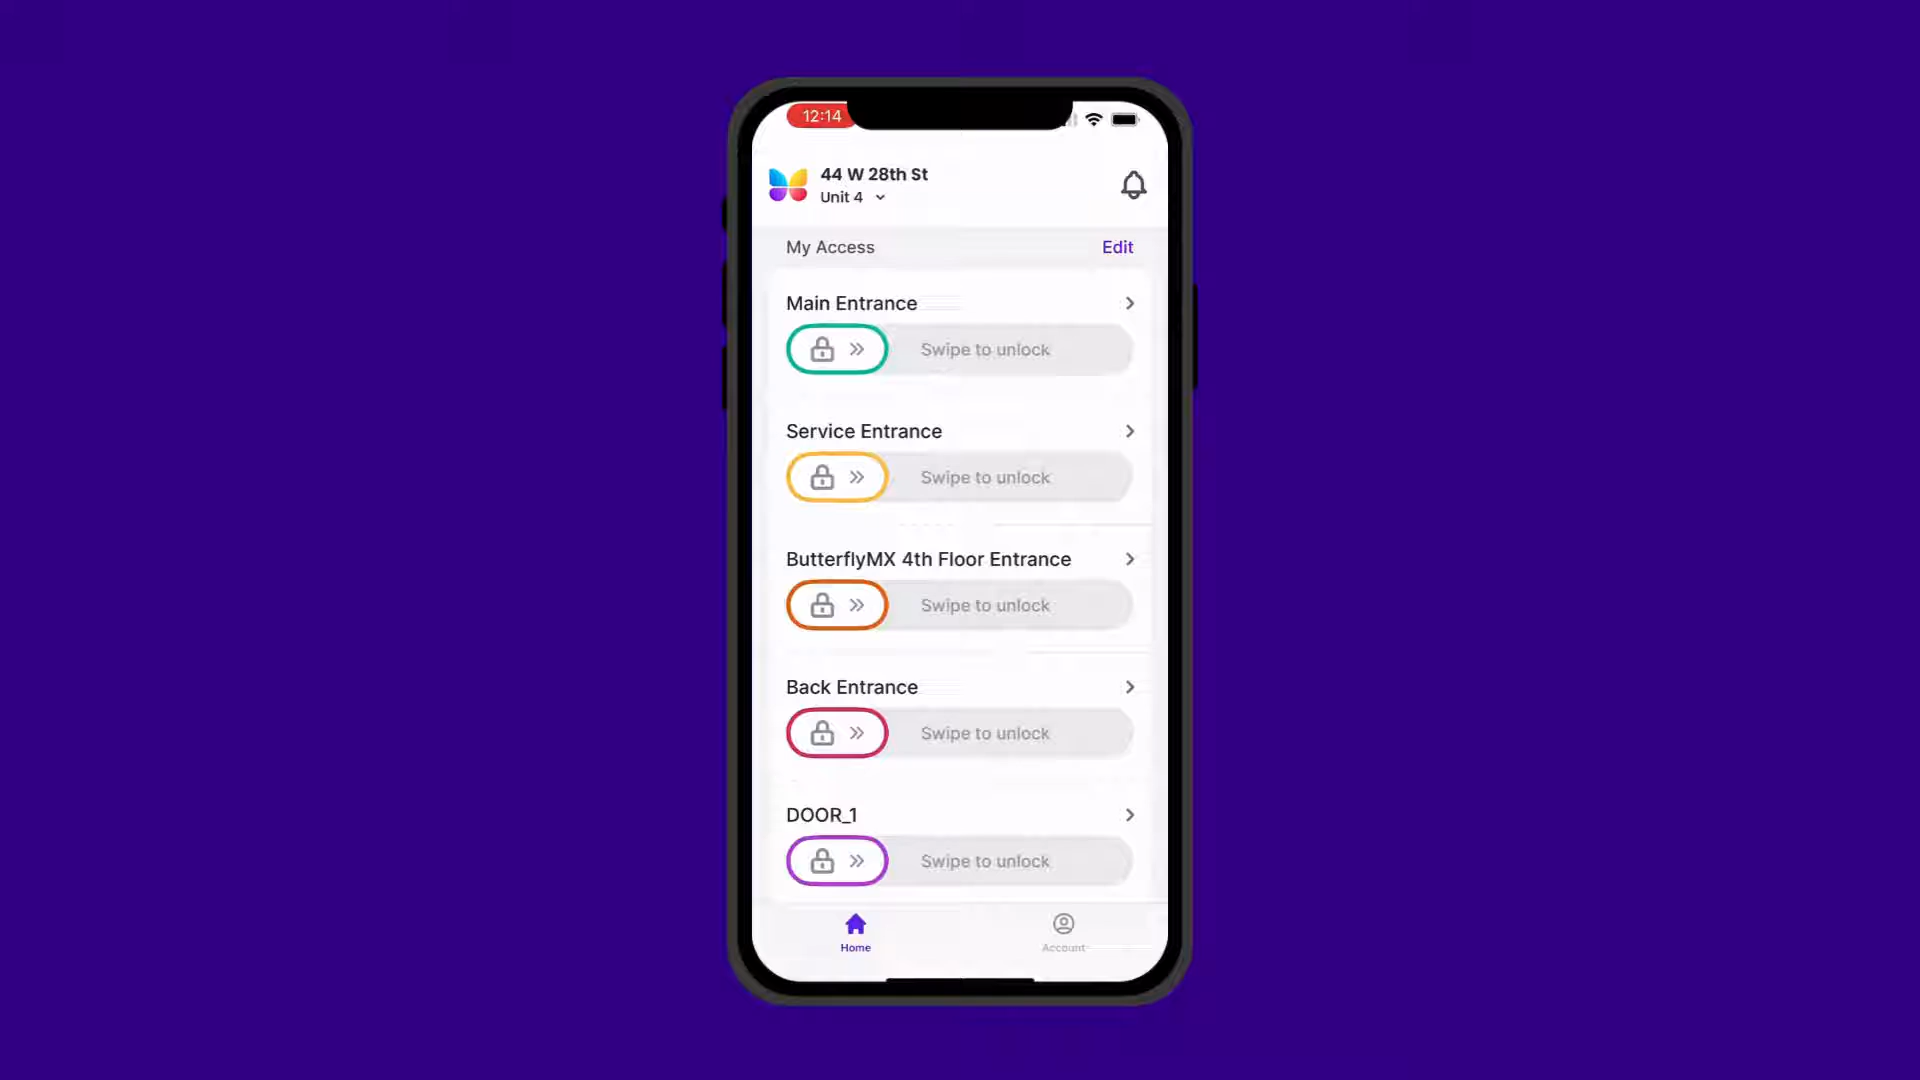 12:14
44 W 28th St
Unit 4
My Access
Edit
Main Entrance
Swipe to unlock
Service Entrance
Swipe to unlock
ButterflyMX 4th Floor Entrance
Swipe to unlock
Back Entrance
Swipe to unlock
DOOR_1
Swipe to unlock
Home
Account